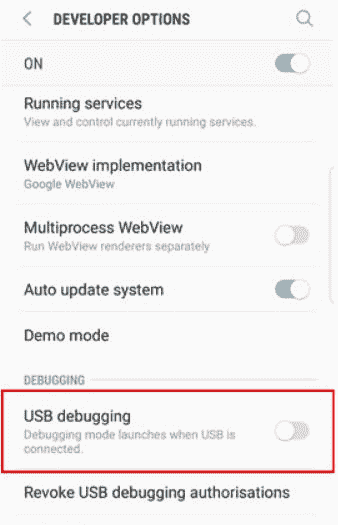 DEVELOPER OPTIONS
ON
Running services
View and control currently running services.
WebView implementation
Google WebView
Multiprocess WebView
Run WebView renderers separately
Auto update system
Demo mode
DEBUGGING
USB debugging
Debugging mode launches when USB is
connected.
Revoke USB debugging authorisations